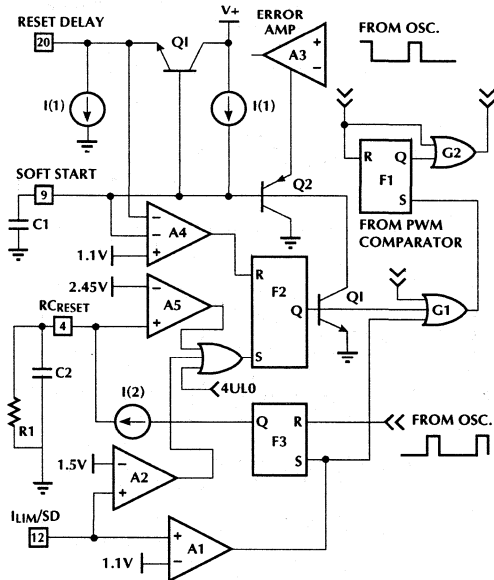 RESET DELAY
20
Q1
V+
ERROR
AMP
A3
+
−
FROM OSC.
I(1)
I(1)
R
Q
F1
S
G2
SOFT START
9
C1
Q2
FROM PWM
COMPARATOR
−
−
+
A4
1.1V
2.45V
−
+
A5
R
F2
Q
S
Q1
G1
RCRESET
4
C2
R1
4UL0
I(2)
Q
R
F3
S
FROM OSC.
1.5V
−
+
A2
ILIM/SD
12
+
−
A1
1.1V